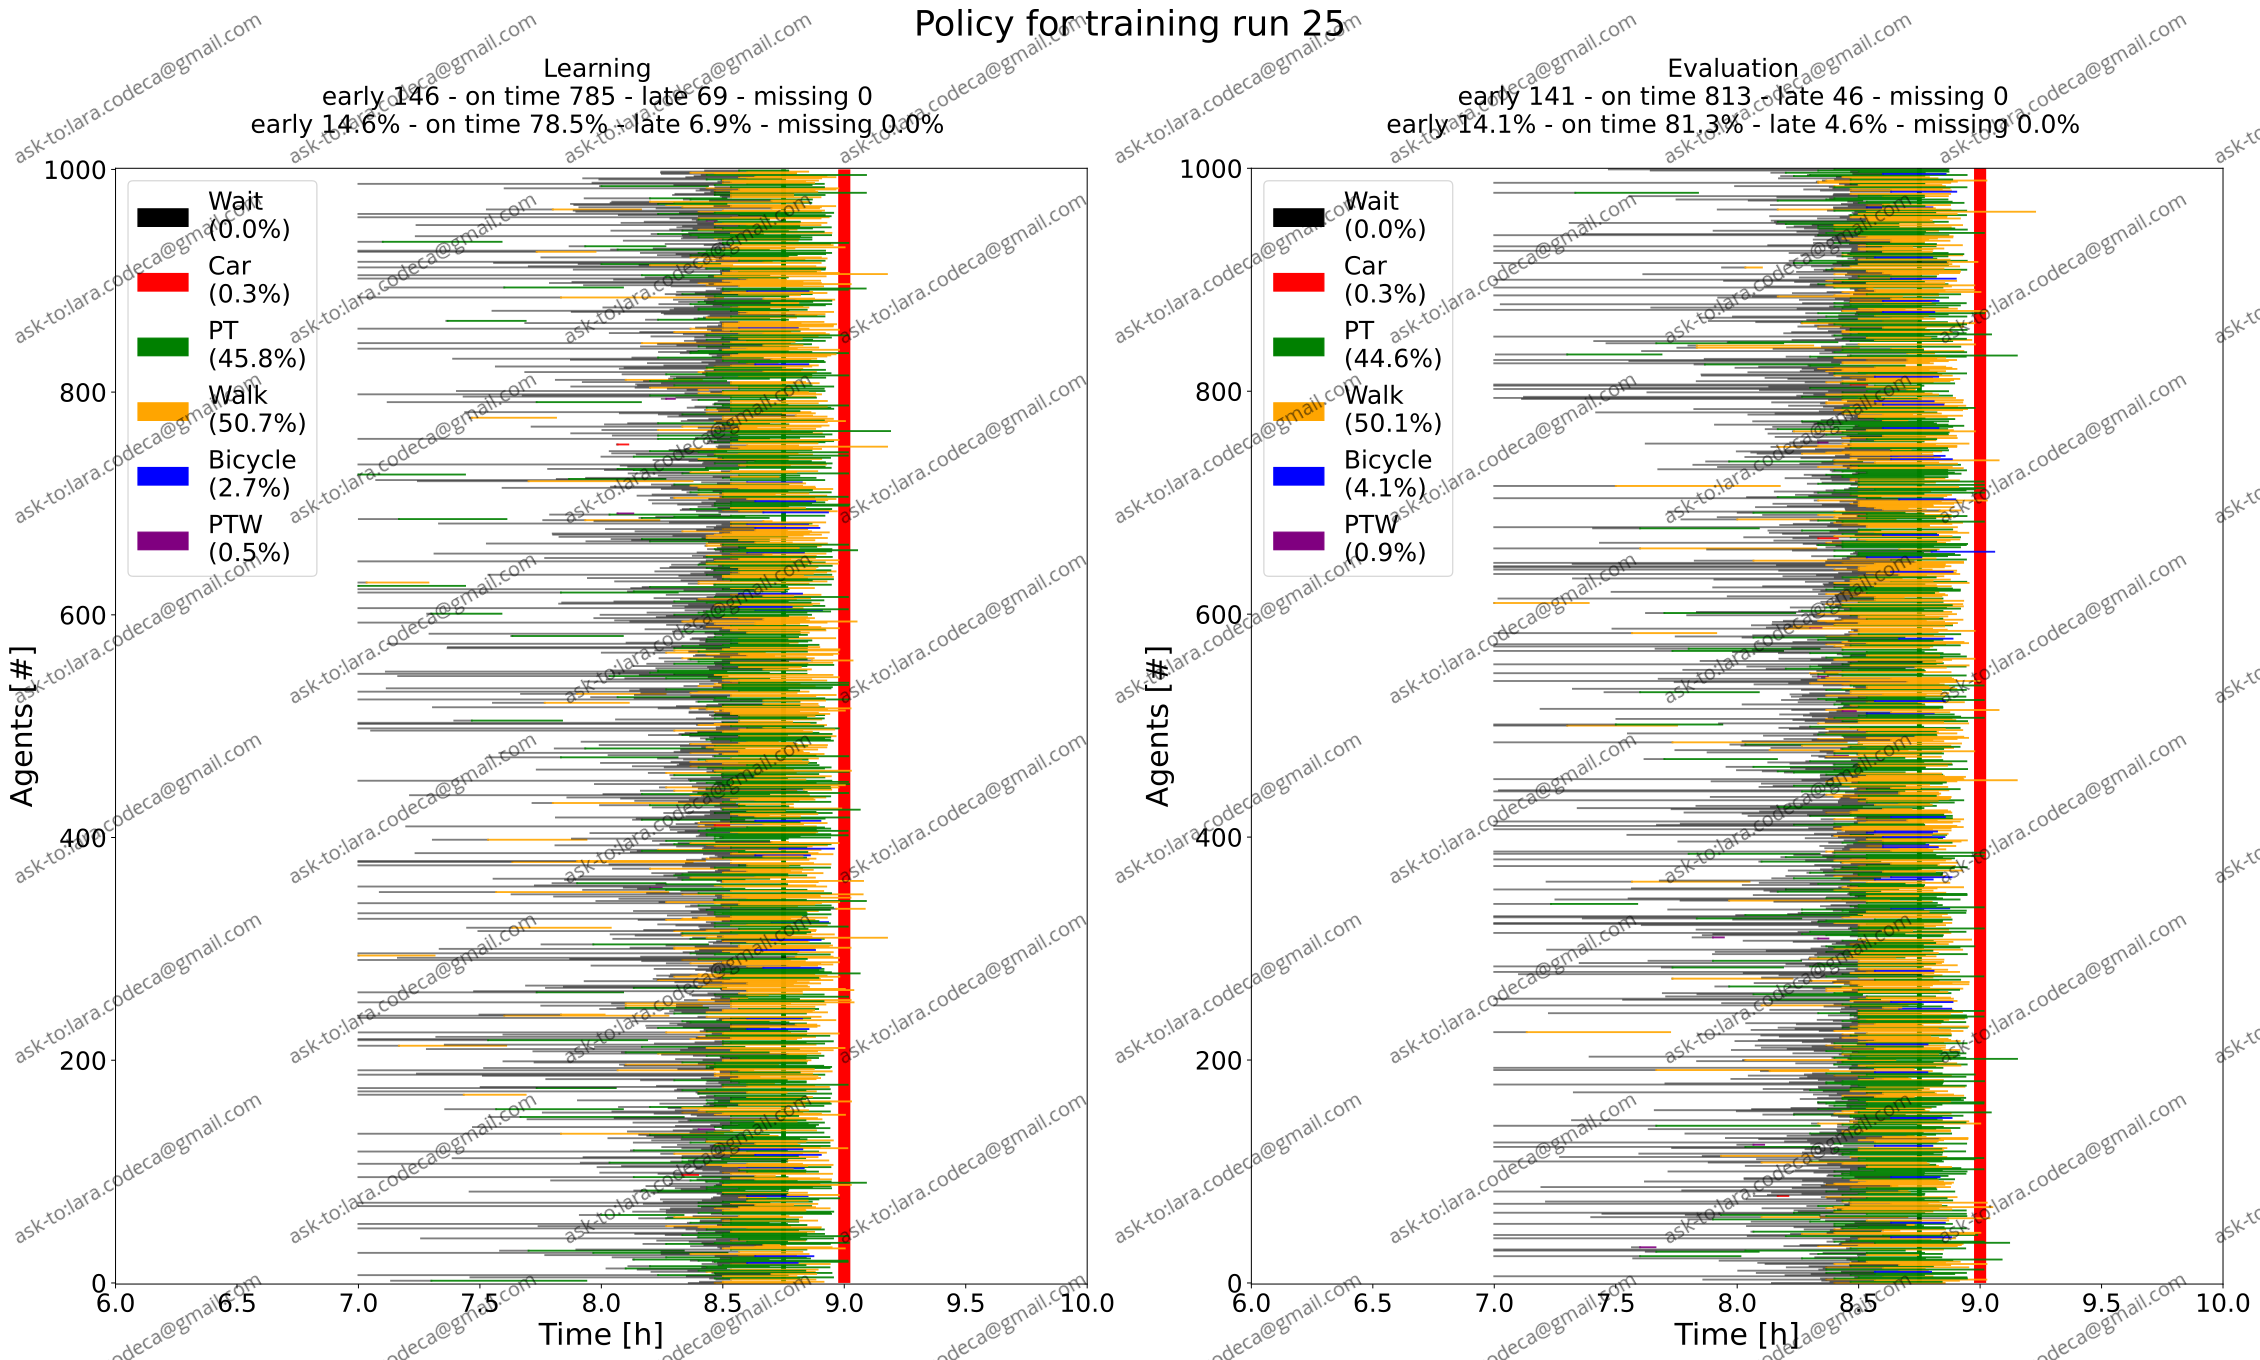 Policy for training run 25
Learning
early 146 - on time 785 - late 69 - missing 0
early 14.6% - on time 78.5% - late 6.9% - missing 0.0%
Agents [#]
1000
800
600
400
200
0
Wait
(0.0%)
Car
(0.3%)
PT
(45.8%)
Walk
(50.7%)
Bicycle
(2.7%)
PTW
(0.5%)
6.0 6.5 7.0 7.5 8.0 8.5 9.0 9.5 10.0
Time [h]
Evaluation
early 141 - on time 813 - late 46 - missing 0
early 14.1% - on time 81.3% - late 4.6% - missing 0.0%
Agents [#]
1000
800
600
400
200
0
Wait
(0.0%)
Car
(0.3%)
PT
(44.6%)
Walk
(50.1%)
Bicycle
(4.1%)
PTW
(0.9%)
6.0 6.5 7.0 7.5 8.0 8.5 9.0 9.5 10.0
Time [h]
ask-to:lara.codeca@gmail.com